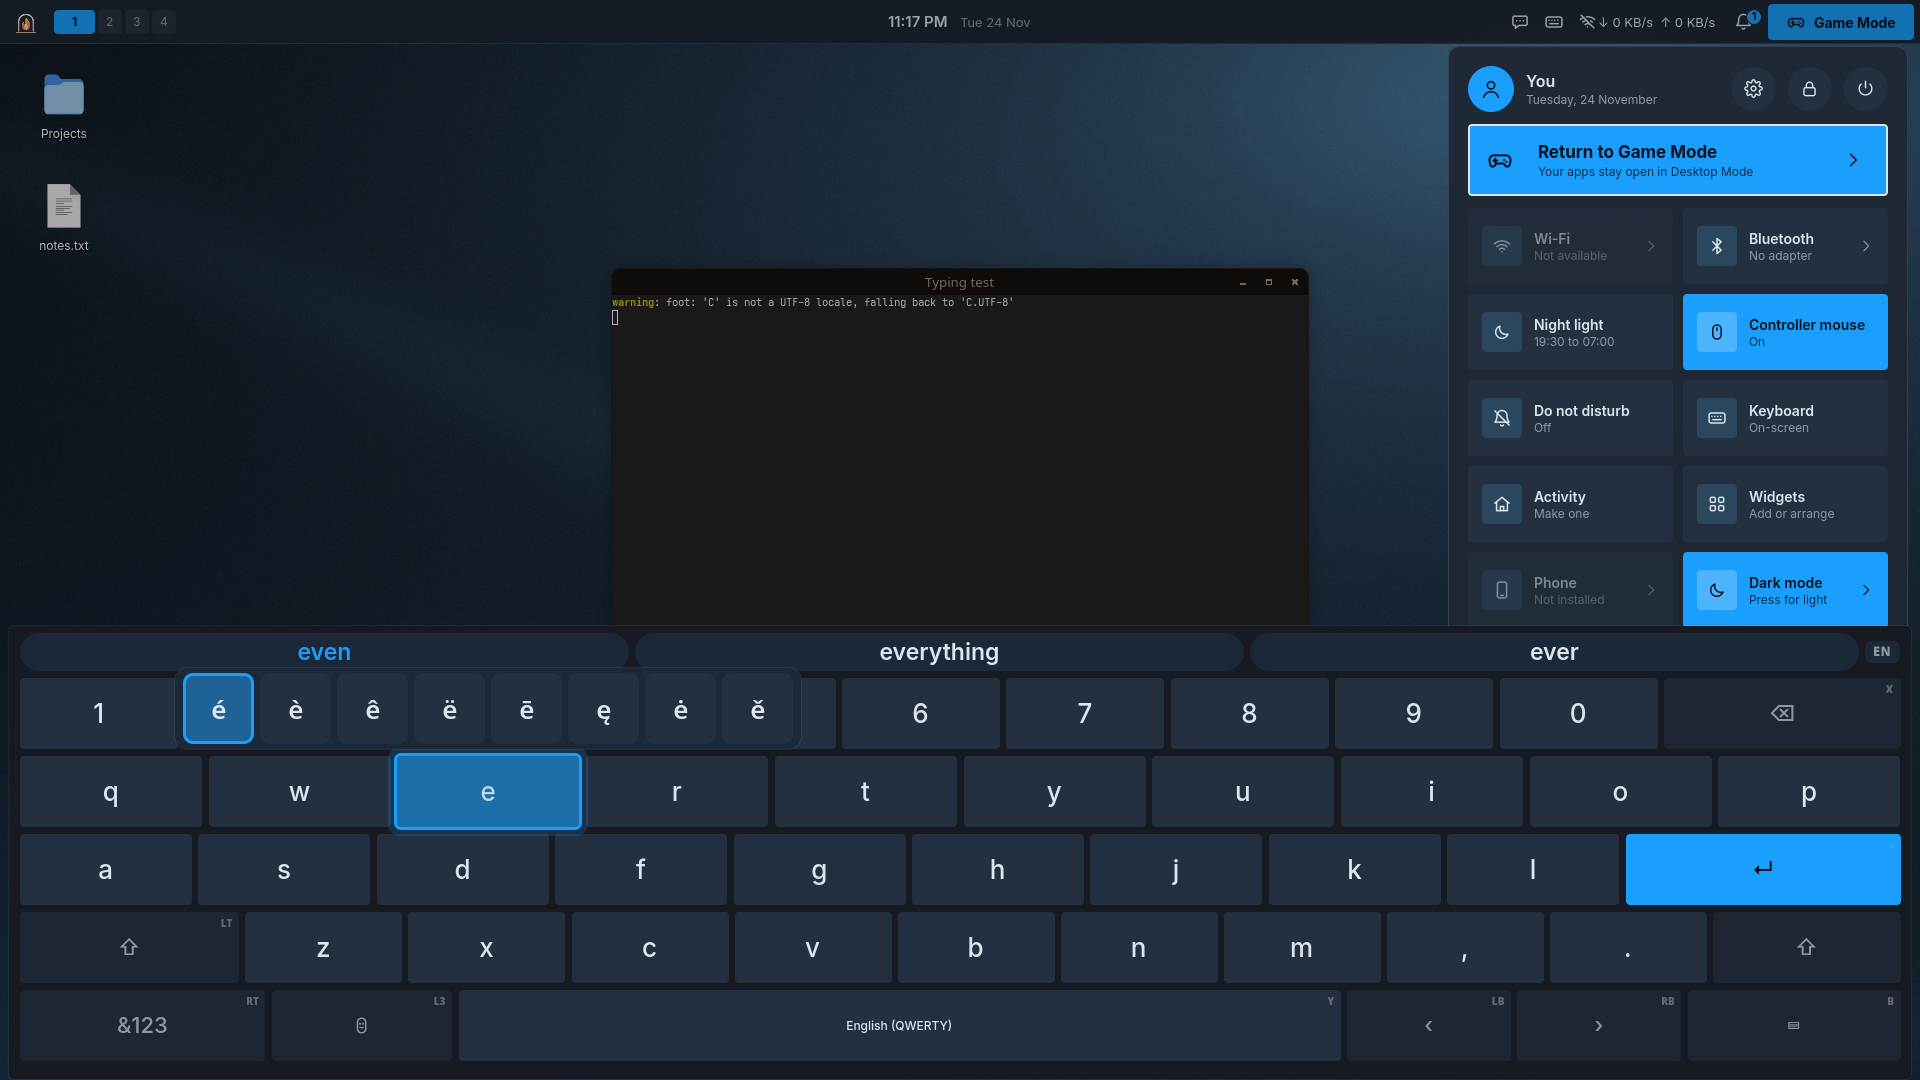 1 2 3 4
11:17 PM Tue 24 Nov
↓ 0 KB/s ↑ 0 KB/s
1
Game Mode
Projects
notes.txt
Typing test
warning: foot: 'C' is not a UTF-8 locale, falling back to 'C.UTF-8'
You
Tuesday, 24 November
Return to Game Mode
Your apps stay open in Desktop Mode
Wi-Fi
Not available
Bluetooth
No adapter
Night light
19:30 to 07:00
Controller mouse
On
Do not disturb
Off
Keyboard
On-screen
Activity
Make one
Widgets
Add or arrange
Phone
Not installed
Dark mode
Press for light
even everything ever EN
é è ê ë ē ę ė ě
1 6 7 8 9 0 X
q w e r t y u i o p
a s d f g h j k l
LT z x c v b n m , .
&123 RT L3 English (QWERTY) Y ‹ LB › RB B